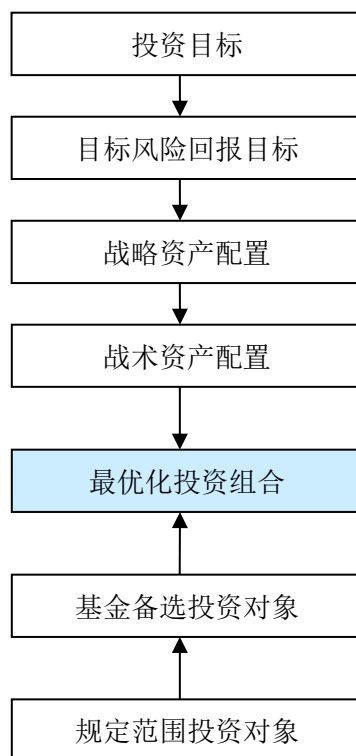 投资目标
目标风险回报目标
战略资产配置
战术资产配置
最优化投资组合
基金备选投资对象
规定范围投资对象